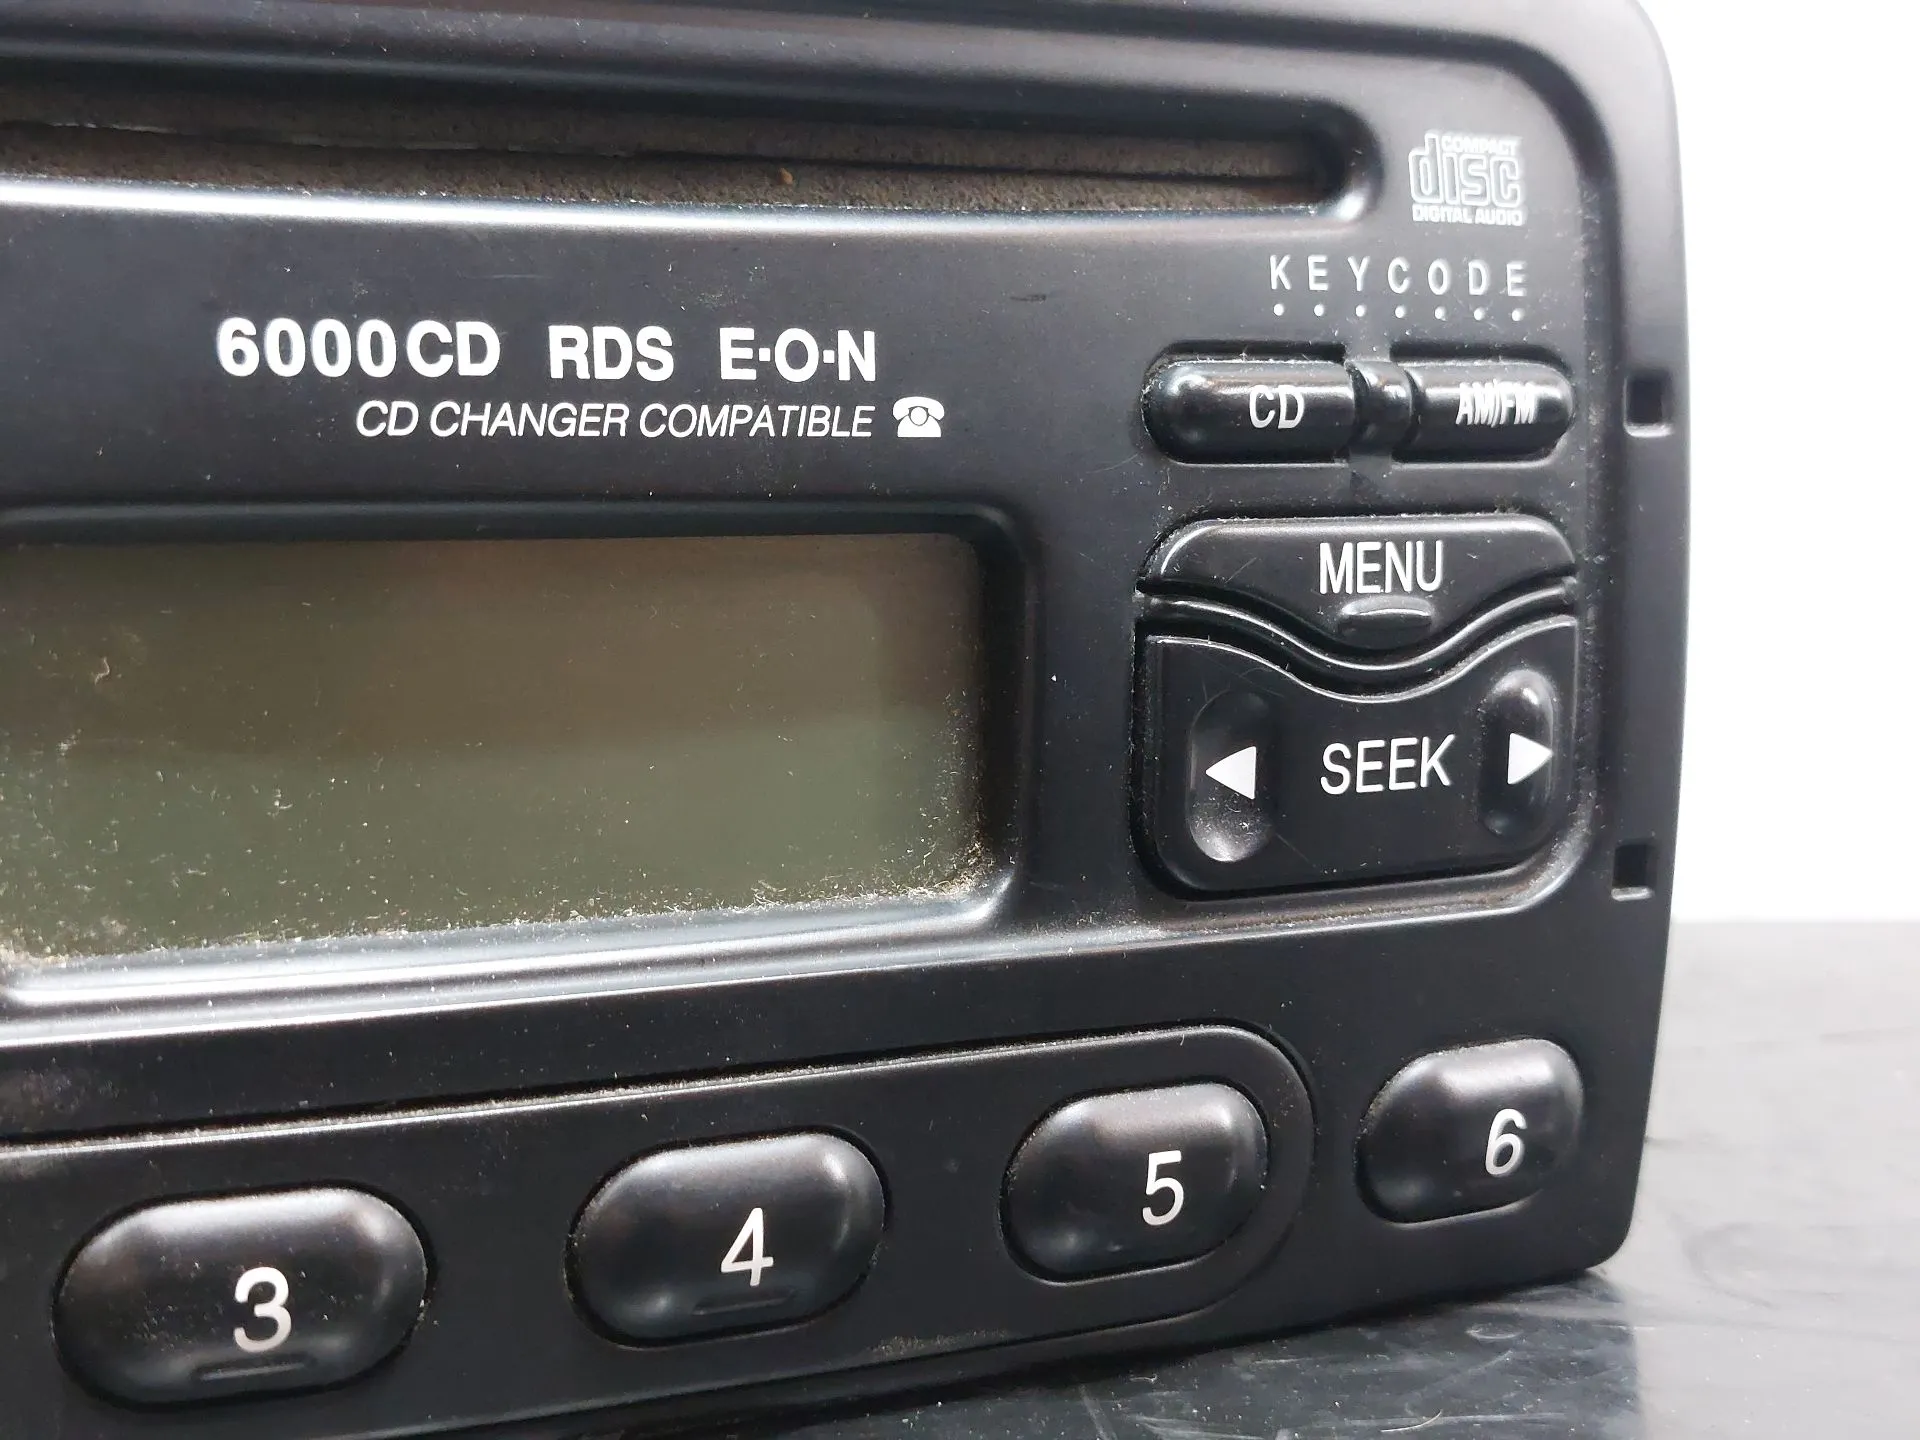 COMPACT
disc
DIGITAL AUDIO
KEYCODE
6000CD RDS E·O·N
CD CHANGER COMPATIBLE
CD
AM/FM
MENU
SEEK
3
4
5
6